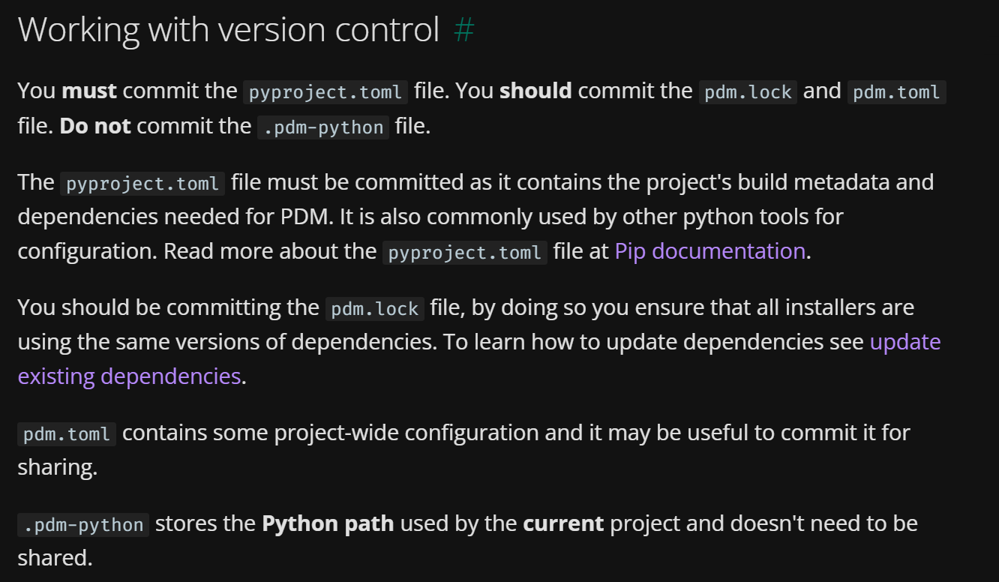 Working with version control #
You must commit the pyproject.toml file. You should commit the pdm.lock and pdm.toml
file. Do not commit the .pdm-python file.
The pyproject.toml file must be committed as it contains the project's build metadata and
dependencies needed for PDM. It is also commonly used by other python tools for
configuration. Read more about the pyproject.toml file at Pip documentation.
You should be committing the pdm.lock file, by doing so you ensure that all installers are
using the same versions of dependencies. To learn how to update dependencies see update
existing dependencies.
pdm.toml contains some project-wide configuration and it may be useful to commit it for
sharing.
.pdm-python stores the Python path used by the current project and doesn't need to be
shared.